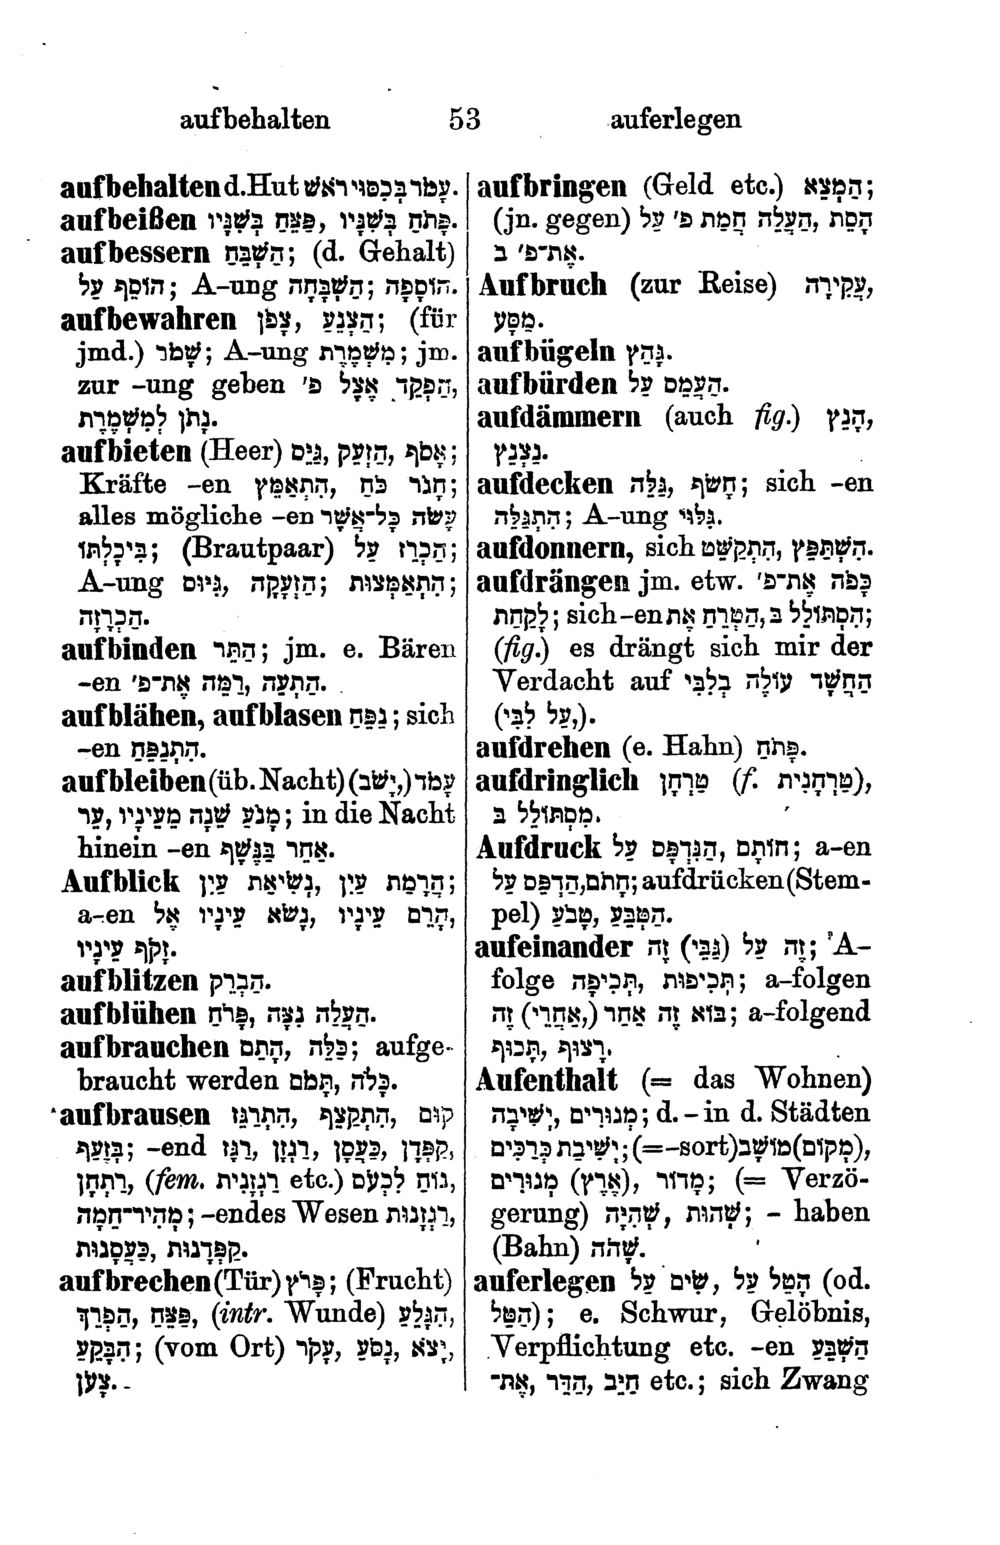 aufbehalten 53 auferlegen
aufbehalten d. Hut עָמֹד בְּכִסּוּי רֹאשׁ.
aufbeißen פָּתֹחַ בְּשִׁנָּיו, פַּצֵּחַ בְּשִׁנָּיו.
aufbessern הַשְׁבֵּחַ; (d. Gehalt)
הוֹסֵף עַל; A-ung הַשְׁבָּחָה; הוֹסָפָה.
aufbewahren צָפֹן, הַצְנֵעַ; (für
jmd.) שָׁמֹר; A-ung מִשְׁמֶרֶת; jm.
zur -ung geben הַפְקֵד אֵצֶל פ',
נָתֹן לְמִשְׁמֶרֶת.
aufbieten (Heer) אָסֹף, הַזְעֵק, גַּיֵּס;
Kräfte -en חָגֹר כֹּחַ, הִתְאַמֵּץ;
alles mögliche -en עָשֹׂה כָּל-אֲשֶׁר
בִּיכָלְתּוֹ; (Brautpaar) הַכְרֵז עַל;
A-ung הִתְאַמְּצוּת; הַזְעָקָה, גִּיּוּם;
הַכְרָזָה.
aufbinden הַתֵּר; jm. e. Bären
-en הַתְעֵה, רַמֵּה אֶת-פ'.
aufblähen, aufblasen נַפֵּחַ; sich
-en הִתְנַפֵּחַ.
aufbleiben (üb. Nacht) עָמֹד (,יָשֹׁב)
עֵר, מָנֹעַ שֵׁנָה מֵעֵינָיו; in die Nacht
hinein -en אַחֵר בַּנֶּשֶׁף.
Aufblick הֲרָמַת עַיִן, נְשִׂיאַת עַיִן;
a-en הָרֵם עֵינָיו, נָשֹׂא עֵינָיו אֶל,
זָקֹף עֵינָיו.
aufblitzen הַבְרֵק.
aufblühen הַעֲלֵה נִצָּה, פָּרֹחַ.
aufbrauchen כַּלֵּה, הָתֵם; aufge-
braucht werden כָּלֹה, תָּמֹם.
aufbrausen קוּם, הִתְקַצֵּף, הִתְרַגֵּז
בְּזַעַף; -end רַגָּז, רַגְזָן, כַּעֲסָן, קַפְּדָן,
רַתְחָן, (fem. רַגְזָנִית etc.) נוֹחַ לִכְעֹס,
מְהִיר-חֵמָה; -endes Wesen רַגְזָנוּת,
קַפְּדָנוּת, כַּעֲסָנוּת.
aufbrechen (Tür) פָּרֹץ; (Frucht)
פַּצֵּחַ, הַפְרֵךְ, (intr. Wunde) הִגָּלֵעַ,
הִבָּקֵעַ; (vom Ort) יָצֹא, נָסֹעַ, עָקֹר,
צָעֹן.
aufbringen (Geld etc.) הַמְצֵא;
(jn. gegen) הָסֵת, הַעֲלֵה חֲמַת פ' עַל
אֶת-פ' ב.
Aufbruch (zur Reise) עֲקִירָה,
מַסָּע.
aufbügeln גַּהֵץ.
aufbürden הַעֲמֵס עַל.
aufdämmern (auch fig.) הָנֵץ,
נַצְנֵץ.
aufdecken חָשֹׂף, גַּלֵּה; sich -en
הִתְגַּלֵּה; A-ung גִּלּוּי.
aufdonnern, sich הִתְקַשֵּׁט, הִשְׁתַּפֵּץ.
aufdrängen jm. etw. כָּפֹה אֶת-פ'
לָקַחַת; sich -en הִסְתּוֹלֵל ב, הַטְרַח אֶת;
(fig.) es drängt sich mir der
Verdacht auf הַחֲשָׁד עוֹלֶה בְלִבִּי
(,עַל לִבִּי).
aufdrehen (e. Hahn) פָּתֹחַ.
aufdringlich טַרְחָן (f. טַרְחָנִית),
מִסְתּוֹלֵל ב.
Aufdruck חוֹתָם, הַנִּדְפָּס עַל; a-en
חָתֹם, הַדְפֵּס עַל; aufdrücken (Stem-
pel) הַטְבֵּעַ, טָבֹעַ.
aufeinander זֶה עַל (גַּבֵּי) זֶה; A-
folge תְּכִיפוּת, תְּכִיפָה; a-folgen
בּוֹא זֶה אַחַר (,אַחֲרֵי) זֶה; a-folgend
רָצוּף, תָּכוּף.
Aufenthalt (= das Wohnen)
יְשִׁיבָה, מְגוּרִים; d. - in d. Städten
יְשִׁיבַת כְּרַכִּים; (=-sort) מוֹשָׁב (מָקוֹם),
מָדוֹר, (אֶרֶץ) מְגוּרִים; (= Verzö-
gerung) שְׁהִיָּה, שְׁהוּת; - haben
(Bahn) שָׁהֹה.
auferlegen הָטֵל עַל, שִׂים עַל (od.
הַטֵּל); e. Schwur, Gelöbnis,
Verpflichtung etc. -en הַשְׁבֵּעַ
אֶת-, הַדֵּר, חַיֵּב etc.; sich Zwang